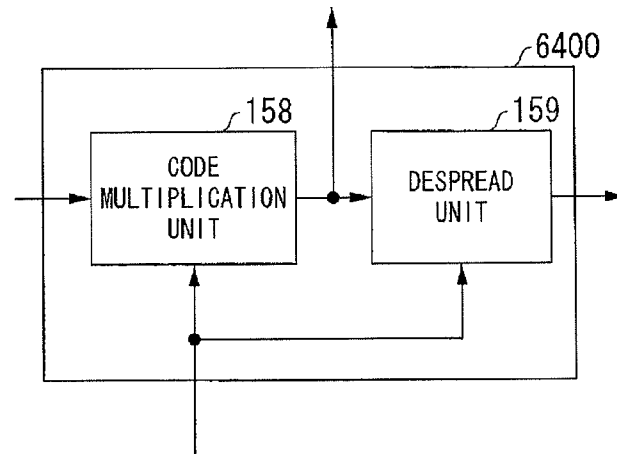 6400
158
CODE
MULTIPLICATION
UNIT
159
DESPREAD
UNIT